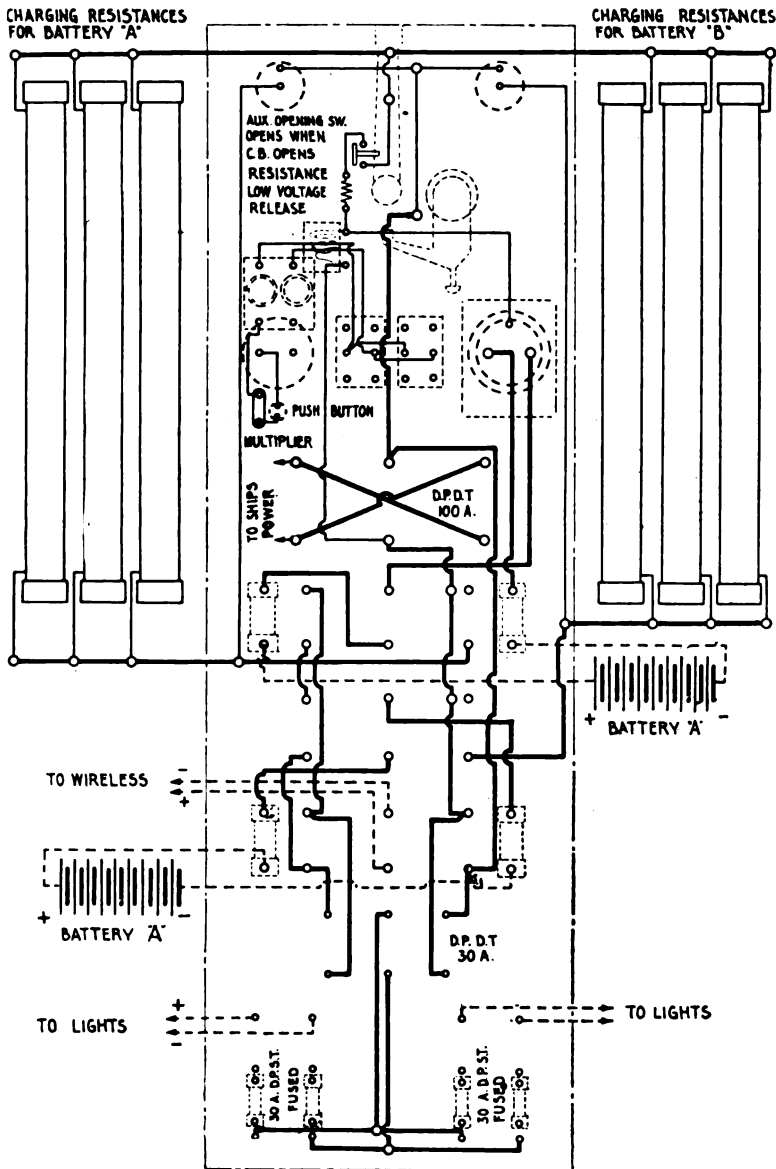 CHARGING RESISTANCES
FOR BATTERY "A"
CHARGING RESISTANCES
FOR BATTERY "B"
AUX. OPENING SW.
OPENS WHEN
C.B. OPENS
RESISTANCE
LOW VOLTAGE
RELEASE
PUSH BUTTON
MULTIPLIER
TO SHIPS
POWER
D.P.D.T
100 A.
+ -
BATTERY "A"
TO WIRELESS
-
+
+ -
BATTERY "A"
D.P.D.T
30 A.
+
TO LIGHTS
-
TO LIGHTS
30 A. D.P.S.T.
FUSED
30 A. D.P.S.T.
FUSED